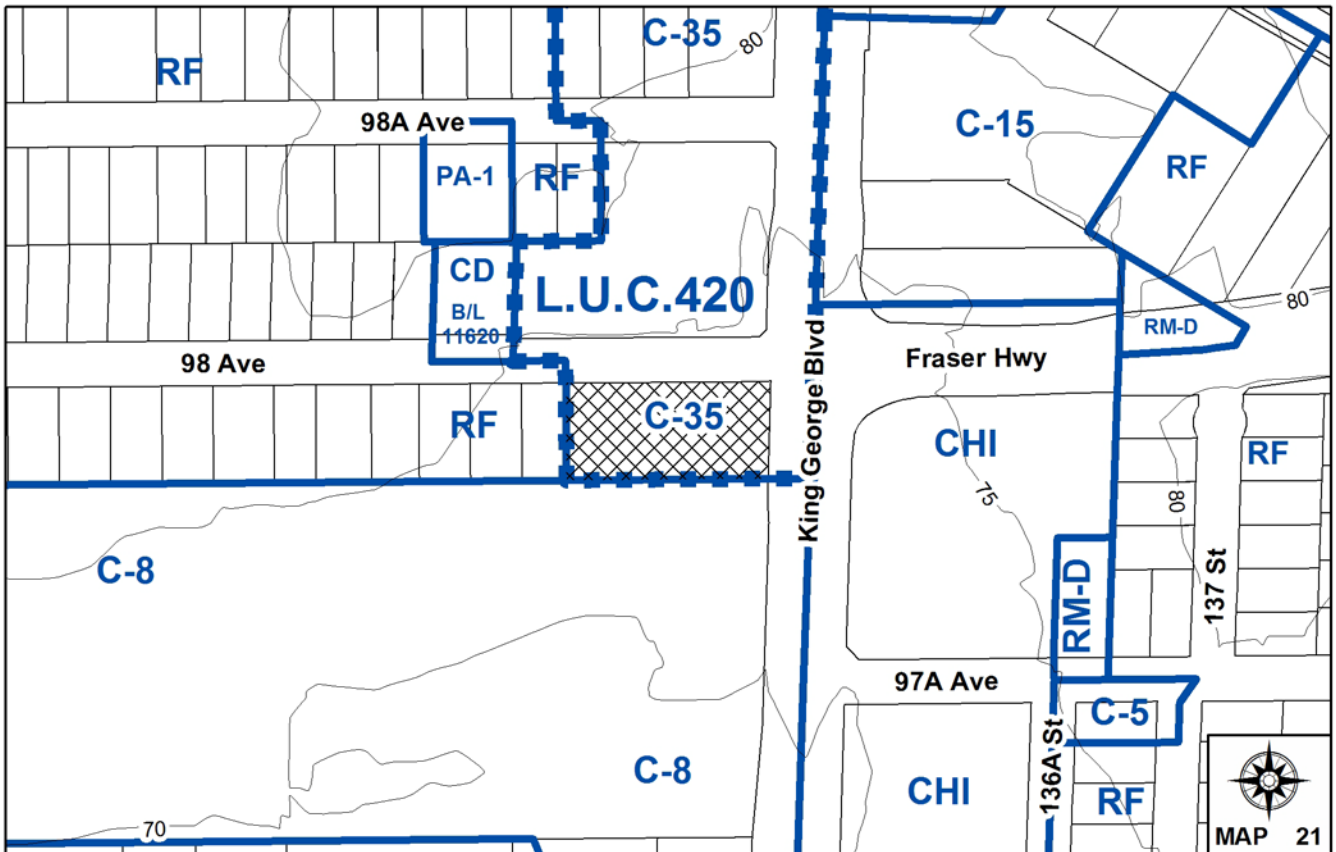 C-35
80
RF
98A Ave
C-15
PA-1
RF
RF
CD
B/L
11620
L.U.C.420
80
RM-D
98 Ave
King George Blvd
Fraser Hwy
RF
C-35
CHI
RF
75
80
C-8
RM-D
137 St
97A Ave
C-5
136A St
C-8
CHI
RF
70
MAP 21